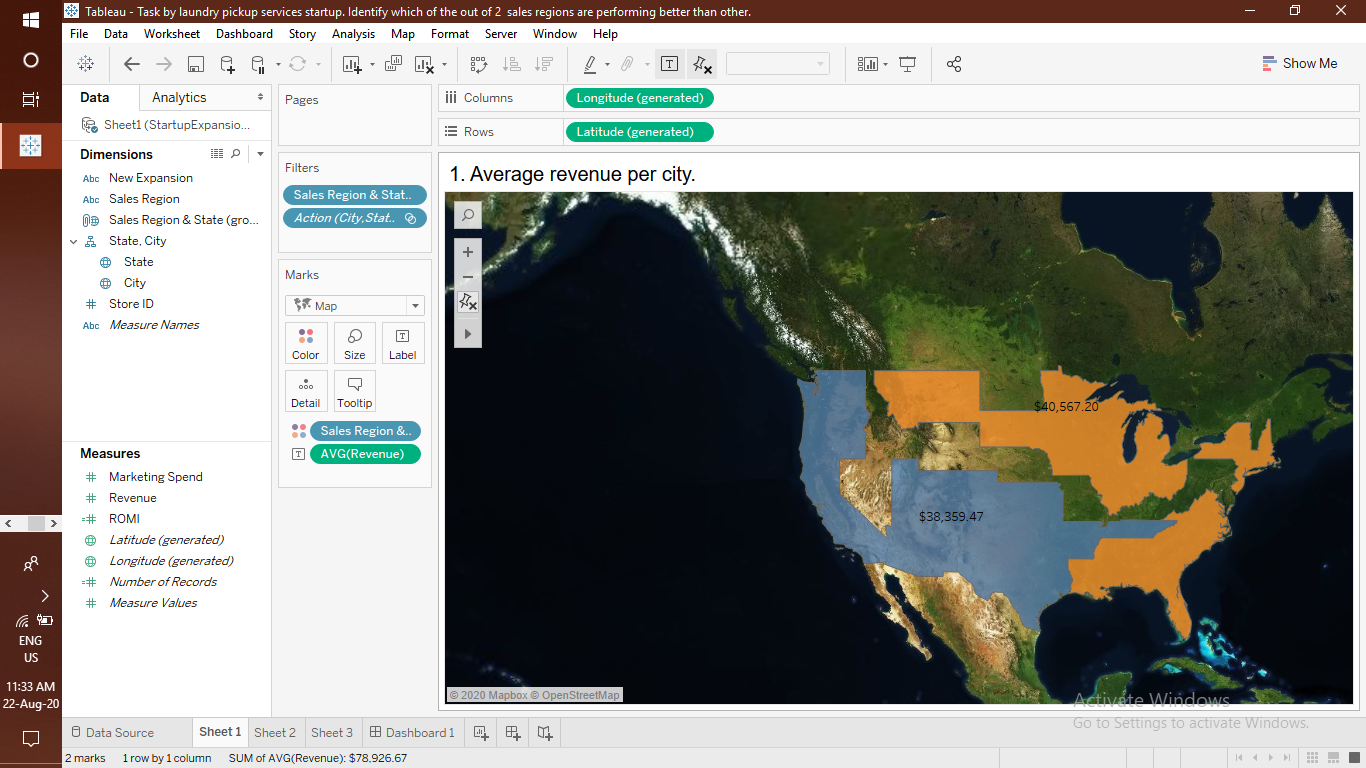 Tableau - Task by laundry pickup services startup. Identify which of the out of 2  sales regions are performing better than other.
File Data Worksheet Dashboard Story Analysis Map Format Server Window Help
Show Me
Data Analytics
Sheet1 (StartupExpansio...
Dimensions
Abc New Expansion
Abc Sales Region
Sales Region & State (gro...
State, City
State
City
Store ID
Abc Measure Names
Measures
Marketing Spend
Revenue
ROMI
Latitude (generated)
Longitude (generated)
Number of Records
Measure Values
Pages
Filters
Sales Region & Stat..
Action (City,Stat..
Marks
Map
Color Size Label
Detail Tooltip
Sales Region &..
AVG(Revenue)
Columns Longitude (generated)
Rows Latitude (generated)
1. Average revenue per city.
$40,567.20
$38,359.47
© 2020 Mapbox © OpenStreetMap
Activate Windows
Go to Settings to activate Windows.
ENG
US
11:33 AM
22-Aug-20
Data Source Sheet 1 Sheet 2 Sheet 3 Dashboard 1
2 marks 1 row by 1 column SUM of AVG(Revenue): $78,926.67